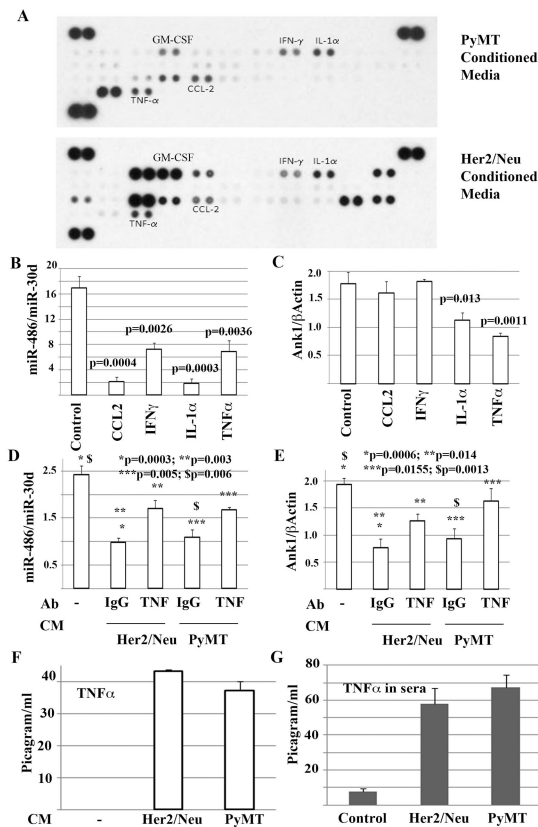 A
GM-CSF
IFN-γ
IL-1α
PyMT
Conditioned
Media
TNF-α
CCL-2
GM-CSF
IFN-γ
IL-1α
Her2/Neu
Conditioned
Media
TNF-α
CCL-2
B
miR-486/miR-30d
20
16
12
8
4
p=0.0004
p=0.0026
p=0.0003
p=0.0036
Control
CCL2
IFNγ
IL-1α
TNFα
C
Ank1/βActin
2.0
1.5
1.0
0.5
p=0.013
p=0.0011
Control
CCL2
IFNγ
IL-1α
TNFα
D
miR-486/miR-30d
2.5
1.5
0.5
* $
*p=0.0003; **p=0.003
***p=0.005; $p=0.006
**
*
**
$
***
***
Ab - IgG TNF IgG TNF
CM
Her2/Neu PyMT
E
Ank1/βActin
2.0
1.5
1.0
0.5
$
*
*p=0.0006; **p=0.014
***p=0.0155; $p=0.0013
**
*
**
$
***
***
- IgG TNF IgG TNF
Her2/Neu PyMT
F
TNFα
Picagram/ml
40
30
20
10
CM - Her2/Neu PyMT
G
TNFα in sera
Picagram/ml
80
60
40
20
Control Her2/Neu PyMT